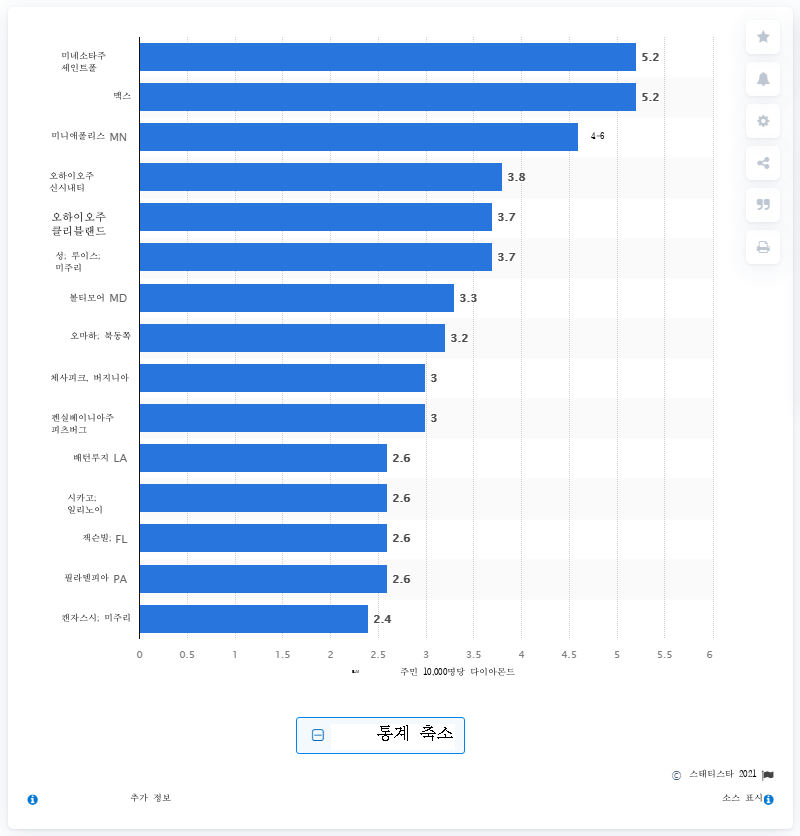 미네소타주
세인트폴
5.2
맥스
5.2
미니애폴리스 MN
4-6
오하이오주
신시내티
3.8
오하이오주
클리블랜드
3.7
성; 루이스;
미주리
3.7
볼티모어 MD
3.3
오마하; 북동쪽
3.2
체사피크, 버지니아
3
펜실베이니아주
피츠버그
3
배턴루지 LA
2.6
시카고;
일리노이
2.6
잭슨빌; FL
2.6
필라델피아 PA
2.6
캔자스시; 미주리
2.4
0 0.5 1 1.5 2 2.5 3 3.5 4 4.5 5 5.5 6
주민 10,000명당 다이아몬드
통계 축소
© 스태티스타 2021
추가 정보
소스 표시